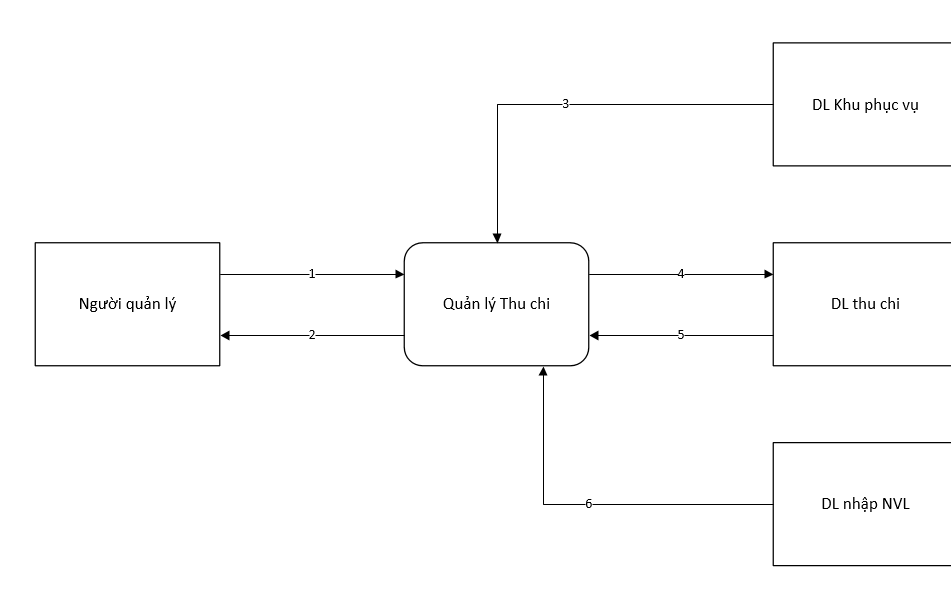 3
DL Khu phục vụ
Người quản lý
1
2
Quản lý Thu chi
4
5
DL thu chi
6
DL nhập NVL